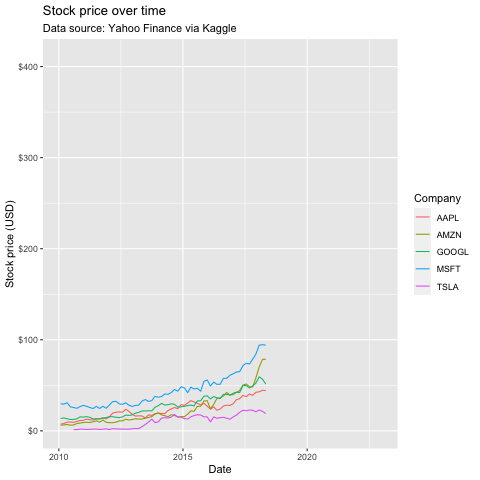 Stock price over time
Data source: Yahoo Finance via Kaggle
$400
$300
$200
$100
$0
Stock price (USD)
2010
2015
2020
Date
Company
AAPL
AMZN
GOOGL
MSFT
TSLA